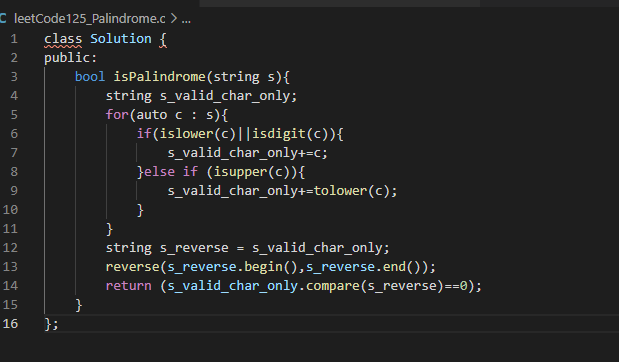 C leetCode125_Palindrome.c > ...
1 class Solution {
2 public:
3     bool isPalindrome(string s){
4         string s_valid_char_only;
5         for(auto c : s){
6             if(islower(c)||isdigit(c)){
7                 s_valid_char_only+=c;
8             }else if (isupper(c)){
9                 s_valid_char_only+=tolower(c);
10             }
11         }
12         string s_reverse = s_valid_char_only;
13         reverse(s_reverse.begin(),s_reverse.end());
14         return (s_valid_char_only.compare(s_reverse)==0);
15     }
16 };